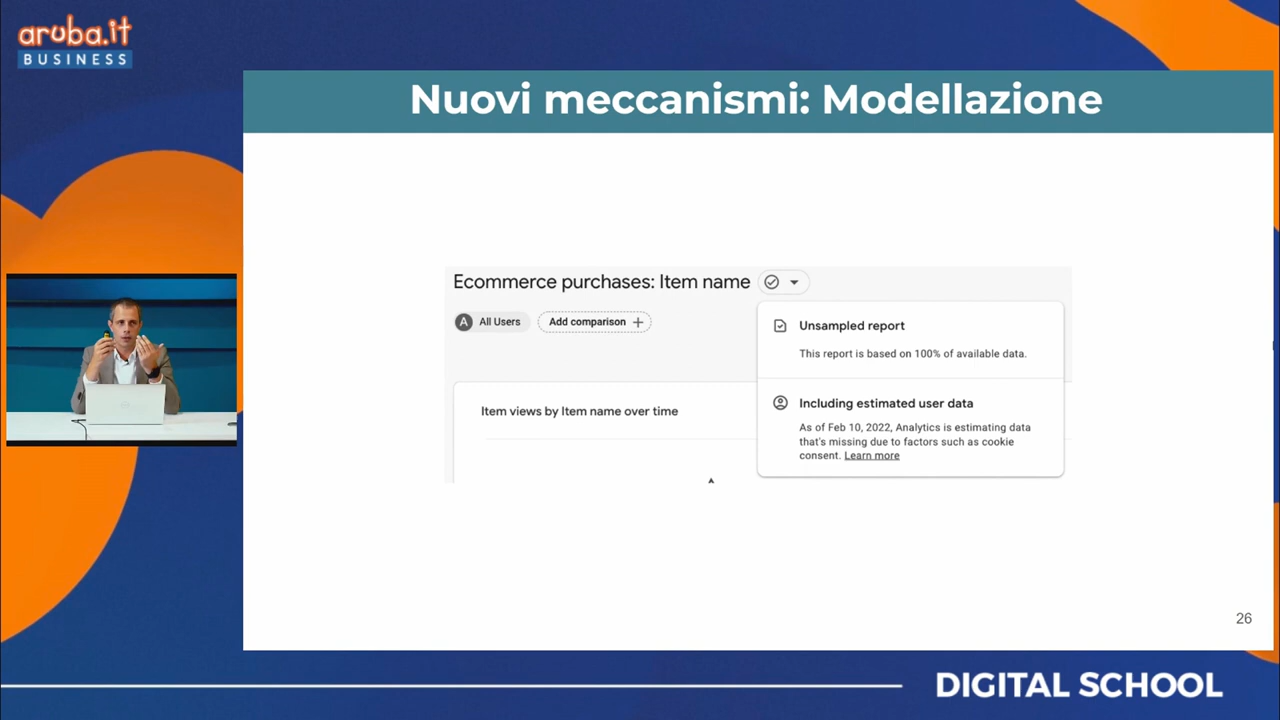 aruba.it
BUSINESS
Nuovi meccanismi: Modellazione
Ecommerce purchases: Item name
A All Users Add comparison +
Unsampled report
This report is based on 100% of available data.
Including estimated user data
As of Feb 10, 2022, Analytics is estimating data
that's missing due to factors such as cookie
consent. Learn more
Item views by Item name over time
26
DIGITAL SCHOOL